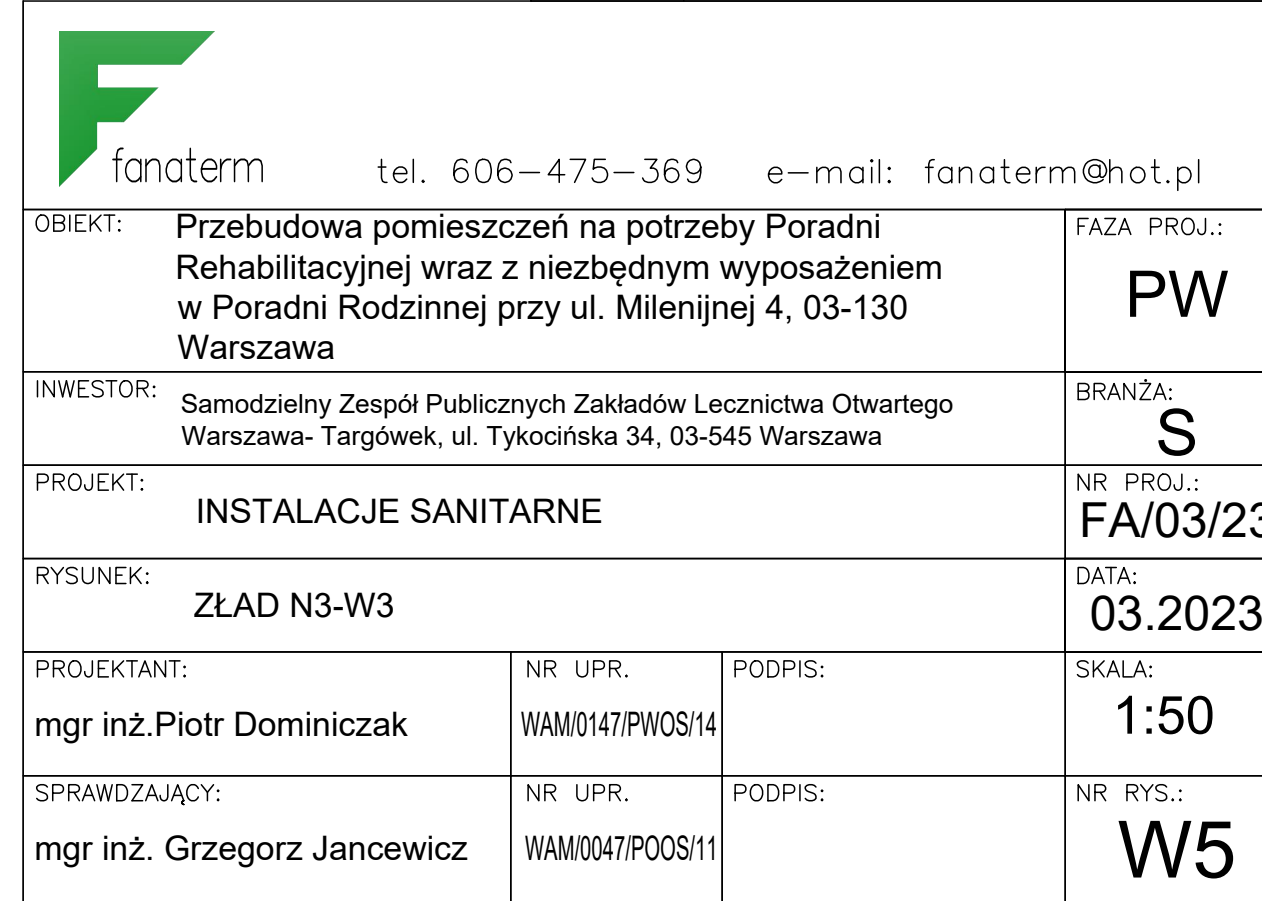 fanaterm tel. 606-475-369 e-mail: fanaterm@hot.pl
OBIEKT: Przebudowa pomieszczeń na potrzeby Poradni
Rehabilitacyjnej wraz z niezbędnym wyposażeniem
w Poradni Rodzinnej przy ul. Milenijnej 4, 03-130
Warszawa
FAZA PROJ.:
PW
INWESTOR: Samodzielny Zespół Publicznych Zakładów Lecznictwa Otwartego
Warszawa- Targówek, ul. Tykocińska 34, 03-545 Warszawa
BRANŻA:
S
PROJEKT:
INSTALACJE SANITARNE
NR PROJ.:
FA/03/23
RYSUNEK:
ZŁAD N3-W3
DATA:
03.2023
PROJEKTANT:
mgr inż.Piotr Dominiczak
NR UPR.
WAM/0147/PWOS/14
PODPIS:
SKALA:
1:50
SPRAWDZAJĄCY:
mgr inż. Grzegorz Jancewicz
NR UPR.
WAM/0047/POOS/11
PODPIS:
NR RYS.:
W5